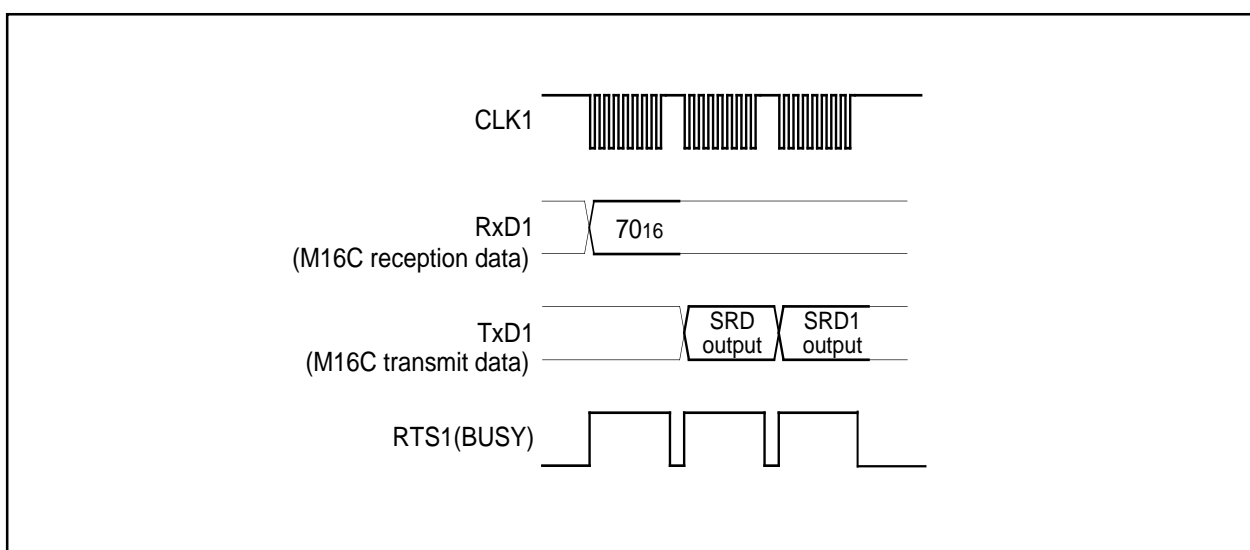 CLK1
RxD1
(M16C reception data)
7016
TxD1
(M16C transmit data)
SRD
output
SRD1
output
RTS1(BUSY)